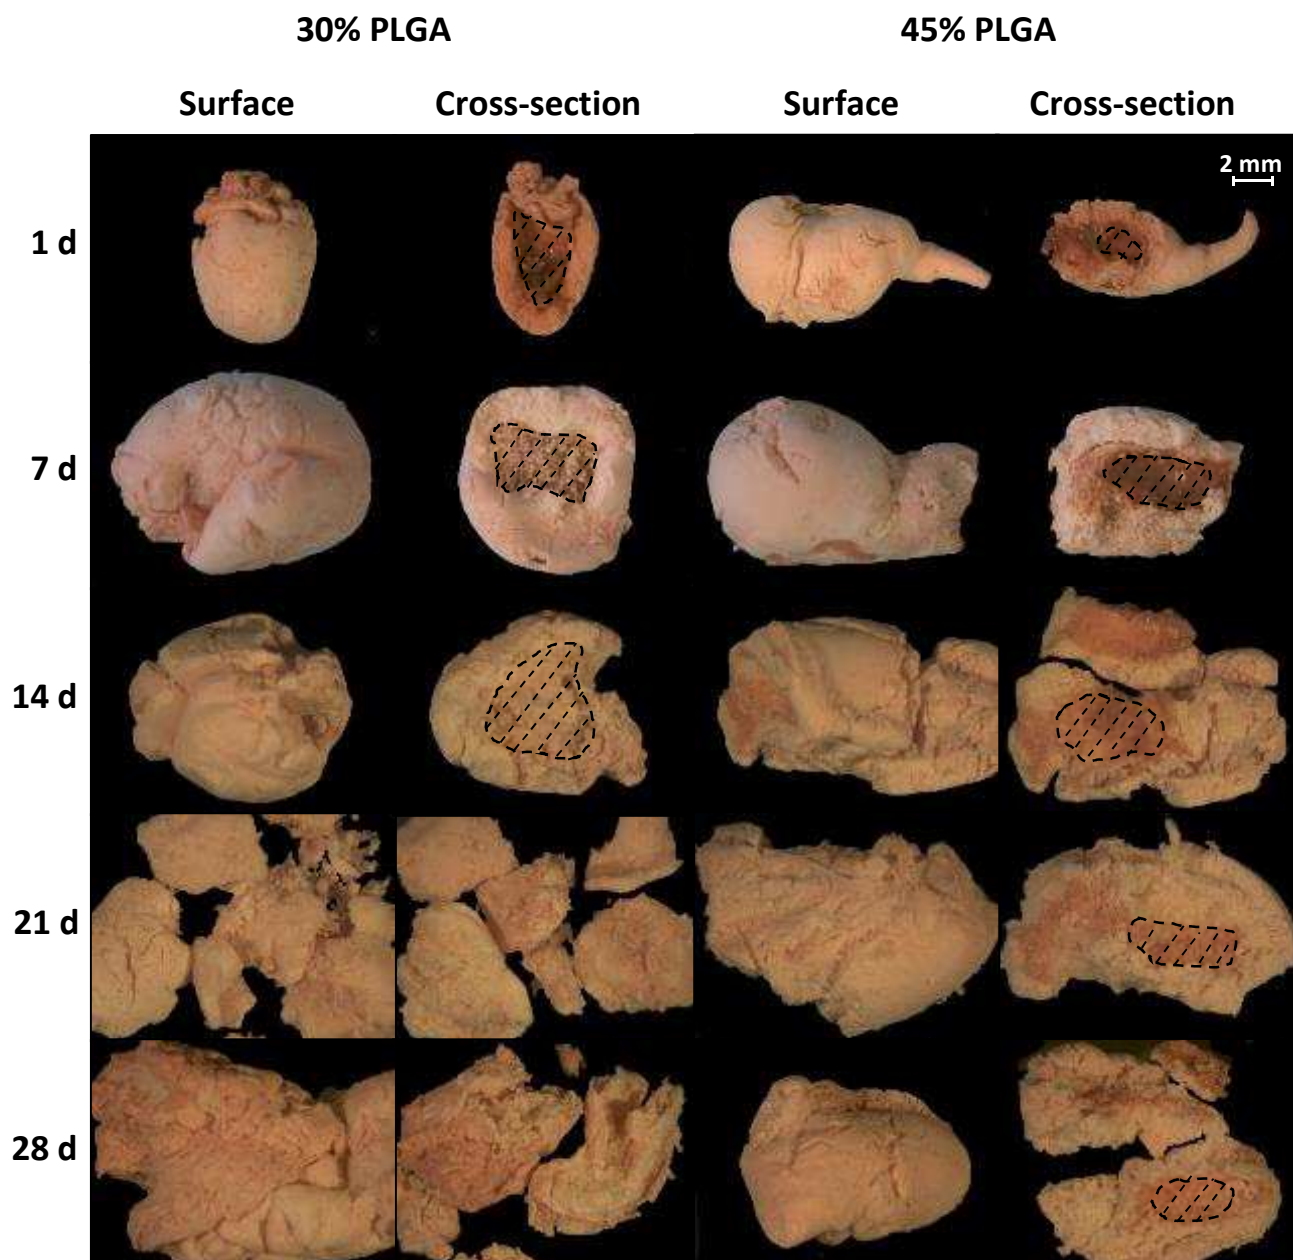 30% PLGA 45% PLGA
Surface Cross-section Surface Cross-section
2 mm
1 d
7 d
14 d
21 d
28 d